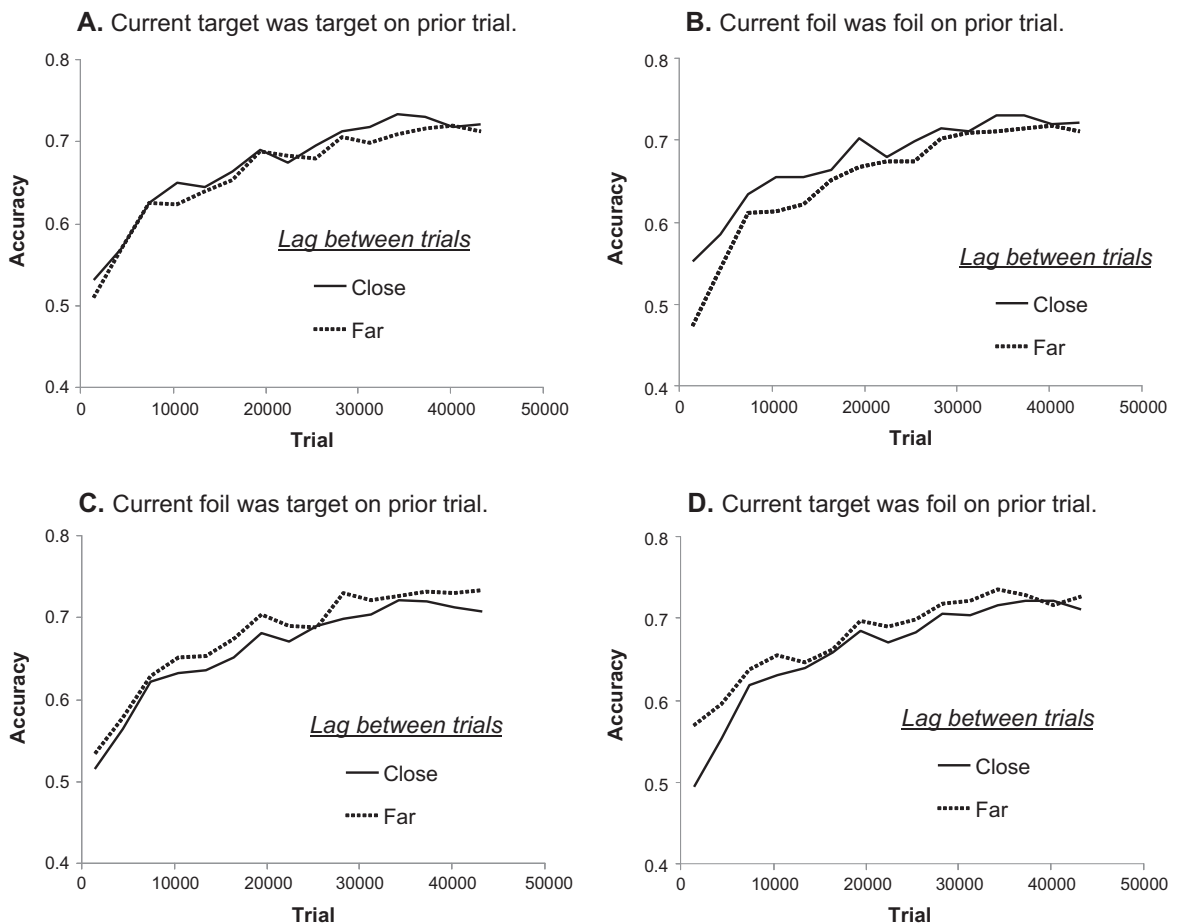 A. Current target was target on prior trial.
0.8
0.7
0.6
0.5
0.4
Accuracy
Lag between trials
Close
Far
0
10000
20000
30000
40000
50000
Trial
B. Current foil was foil on prior trial.
0.8
0.7
0.6
0.5
0.4
Accuracy
Lag between trials
Close
Far
0
10000
20000
30000
40000
50000
Trial
C. Current foil was target on prior trial.
0.8
0.7
0.6
0.5
0.4
Accuracy
Lag between trials
Close
Far
0
10000
20000
30000
40000
50000
Trial
D. Current target was foil on prior trial.
0.8
0.7
0.6
0.5
0.4
Accuracy
Lag between trials
Close
Far
0
10000
20000
30000
40000
50000
Trial